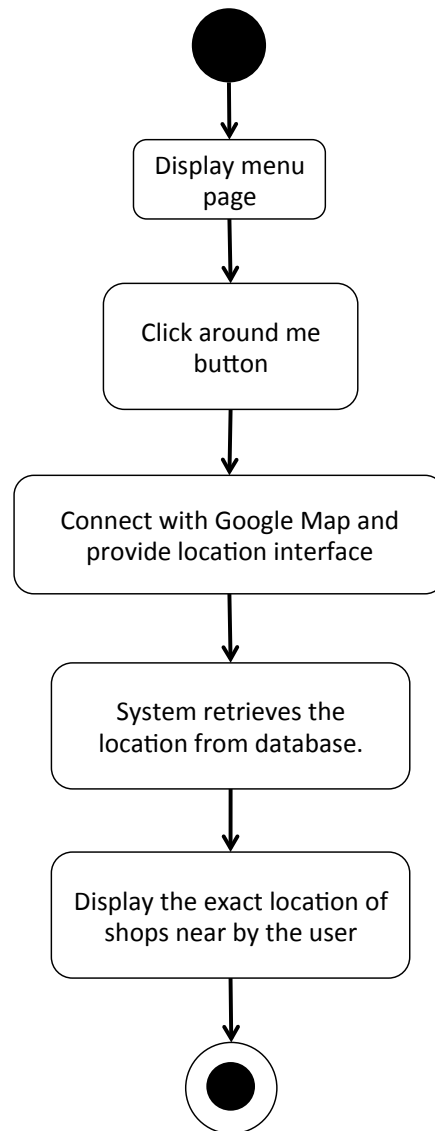 Display menu
page
Click around me
button
Connect with Google Map and
provide location interface
System retrieves the
location from database.
Display the exact location of
shops near by the user